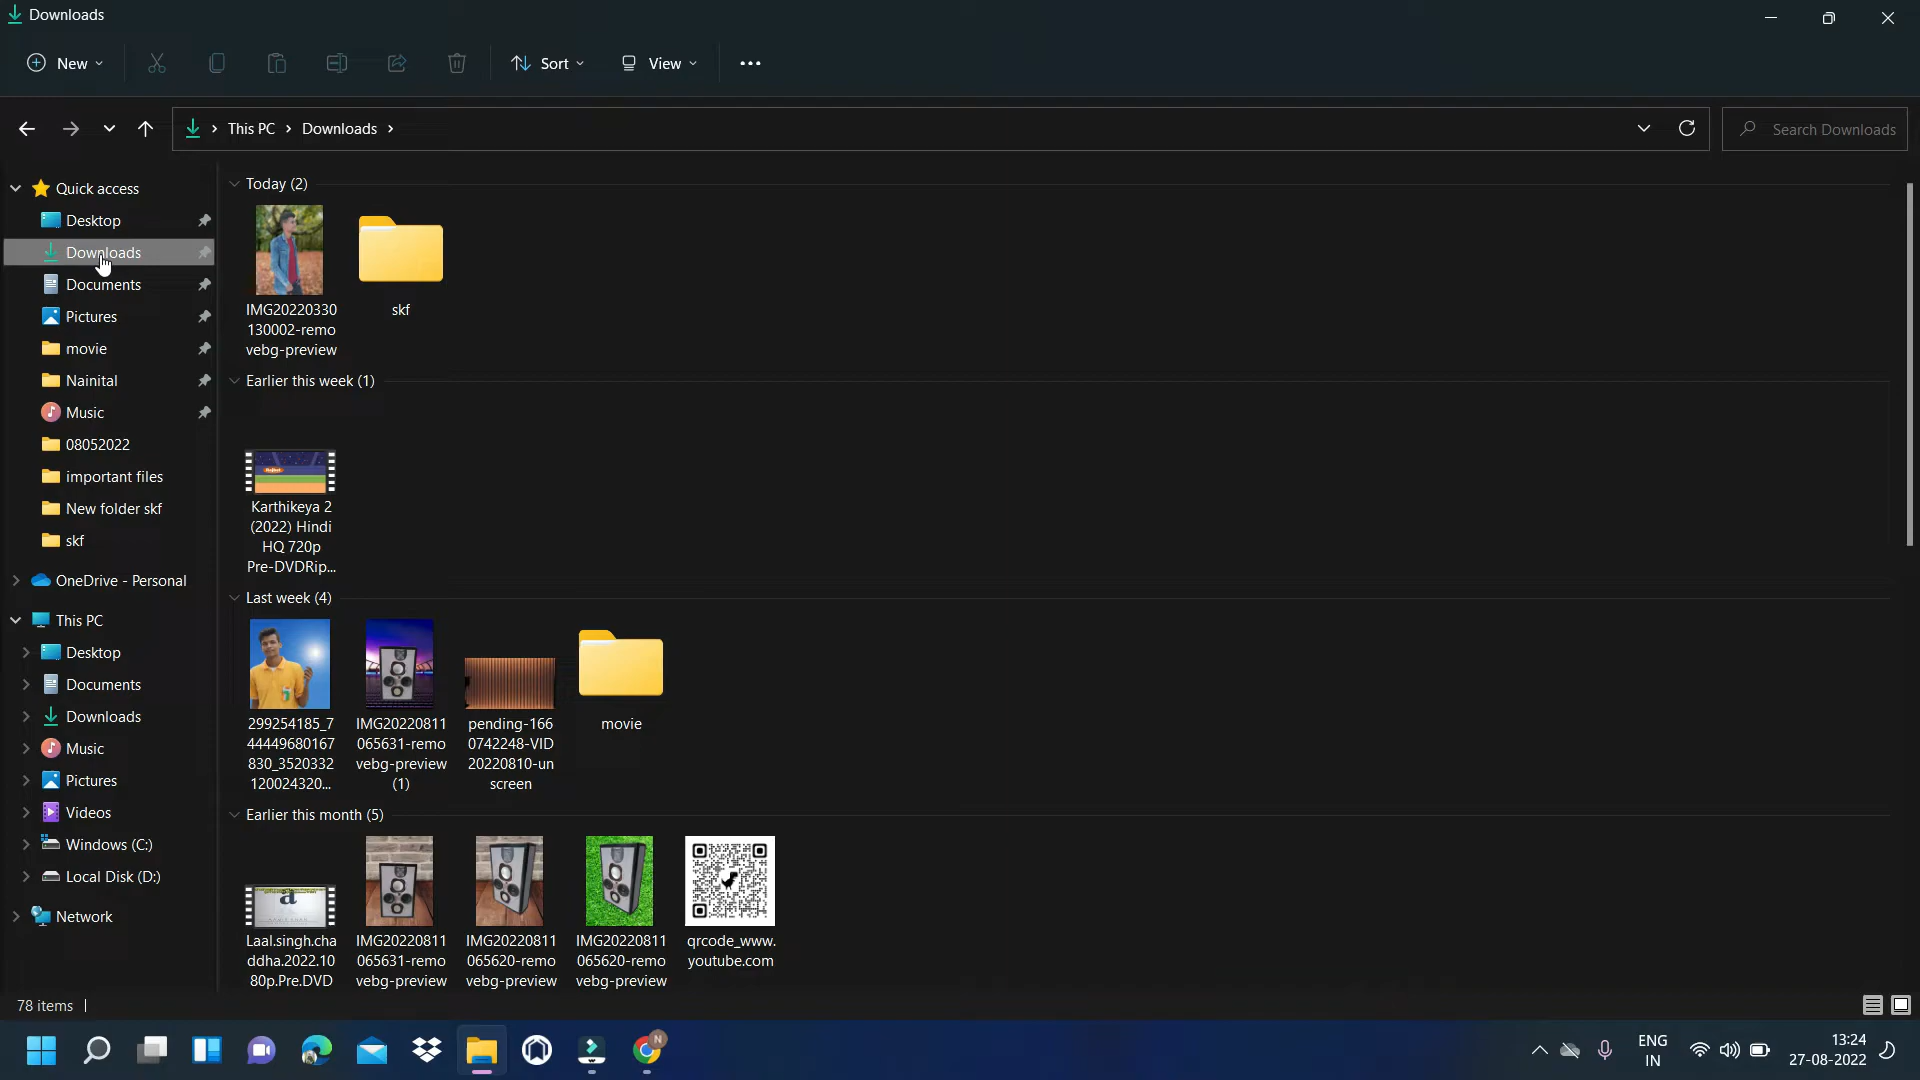 Downloads
New
Sort
View
This PC
Downloads
Search Downloads
Quick access
Desktop
Downloads
Documents
Pictures
movie
Nainital
Music
08052022
important files
New folder skf
skf
OneDrive - Personal
This PC
Desktop
Documents
Downloads
Music
Pictures
Videos
Windows (C:)
Local Disk (D:)
Network
Today (2)
IMG20220330
130002-remo
vebg-preview
skf
Earlier this week (1)
Karthikeya 2
(2022) Hindi
HQ 720p
Pre-DVDRip...
Last week (4)
299254185_7
44449680167
830_3520332
120024320...
IMG20220811
065631-remo
vebg-preview
(1)
pending-166
0742248-VID
20220810-un
screen
movie
Earlier this month (5)
Laal.singh.cha
ddha.2022.10
80p.Pre.DVD
IMG20220811
065631-remo
vebg-preview
IMG20220811
065620-remo
vebg-preview
IMG20220811
065620-remo
vebg-preview
qrcode_www.
youtube.com
78 items
N
ENG
IN
13:24
27-08-2022